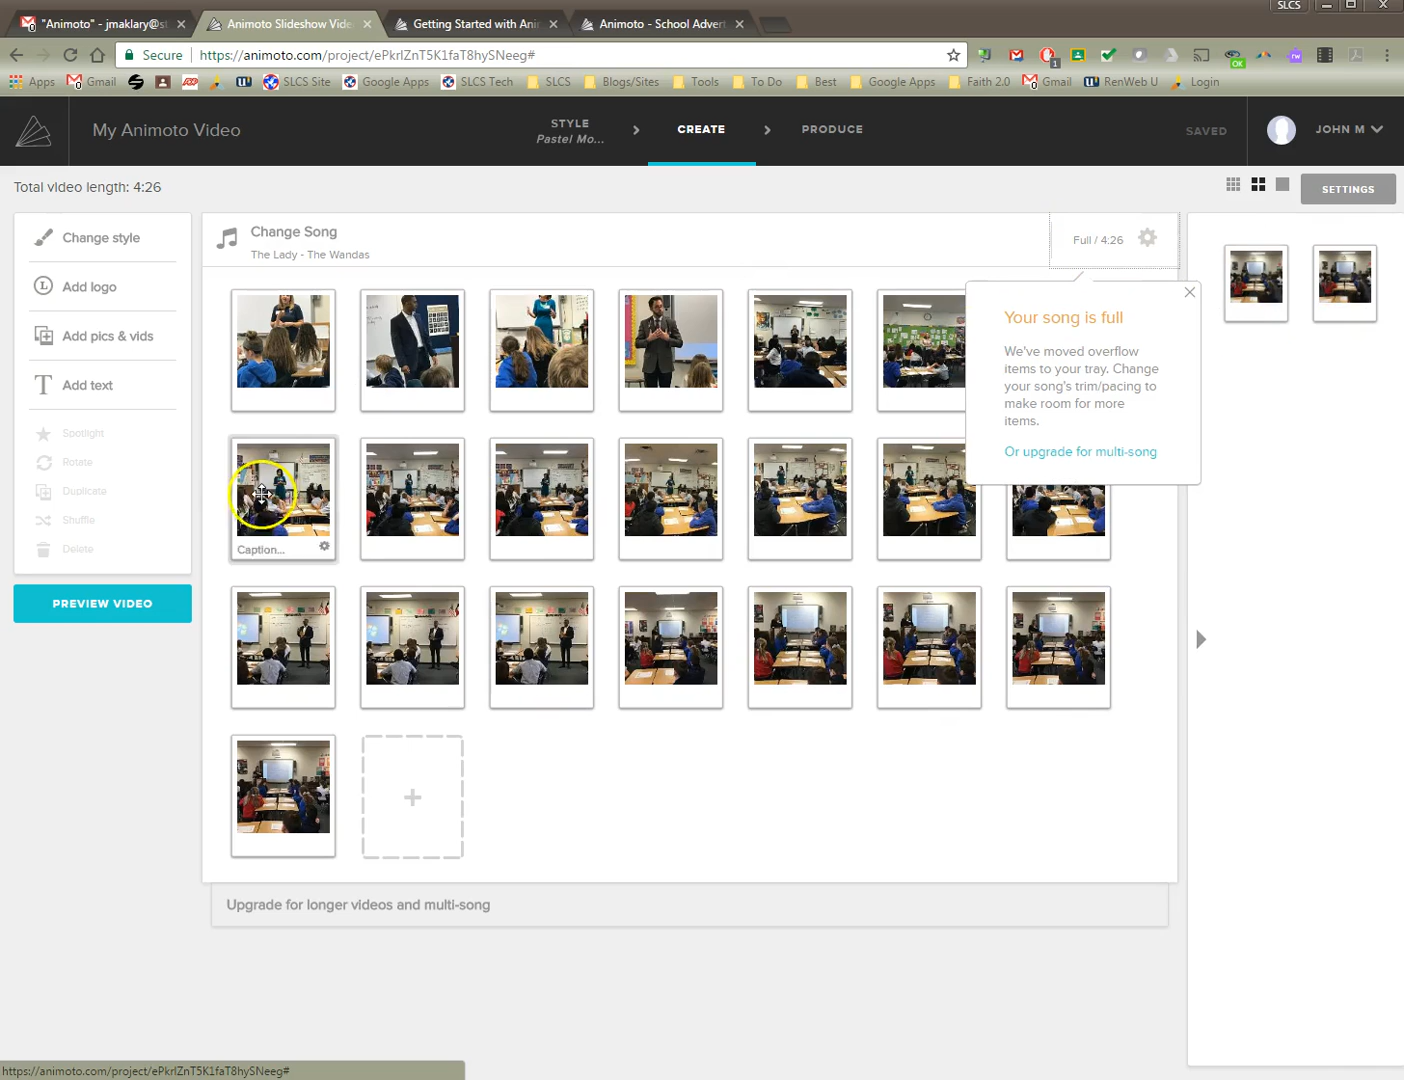 SLCS
"Animoto" - jmaklary@s
Animoto Slideshow Vide
Getting Started with Ani
Animoto - School Advert
Secure
https://animoto.com/project/ePkrlZnT5K1faT8hySNeeg#
Apps
Gmail
SLCS Site
Google Apps
SLCS Tech
SLCS
Blogs/Sites
Tools
To Do
Best
Google Apps
Faith 2.0
Gmail
RenWeb U
Login
My Animoto Video
STYLE
Pastel Mo...
CREATE
PRODUCE
SAVED
JOHN M
Total video length: 4:26
SETTINGS
Change style
Add logo
Add pics & vids
Add text
Spotlight
Rotate
Duplicate
Shuffle
Delete
PREVIEW VIDEO
Change Song
The Lady - The Wandas
Full / 4:26
Your song is full
We've moved overflow
items to your tray. Change
your song's trim/pacing to
make room for more
items.
Or upgrade for multi-song
Caption...
Upgrade for longer videos and multi-song
https://animoto.com/project/ePkrlZnT5K1faT8hySNeeg#